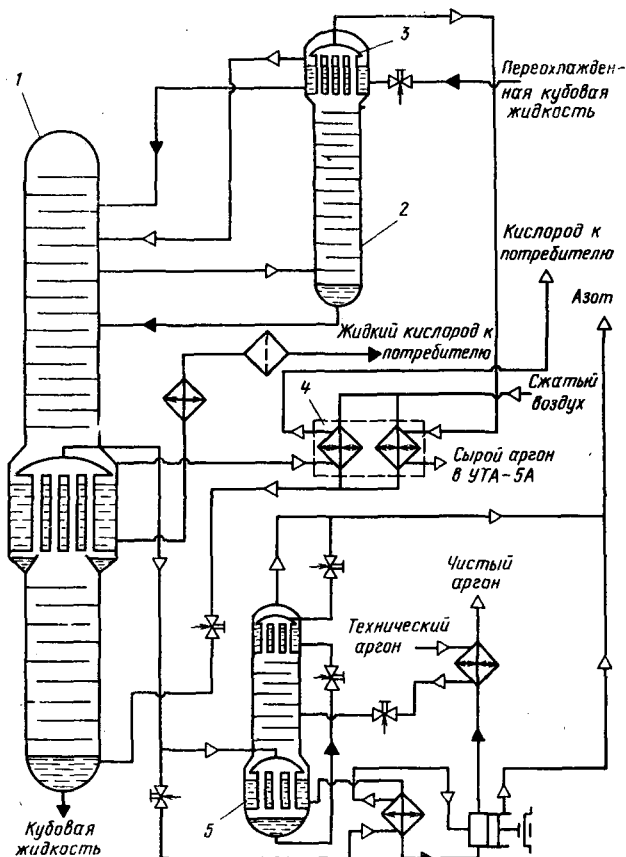 1
3
Переохлажден-
ная кубовая
жидкость
2
Кислород к
потребителю
Азот
Жидкий кислород к
потребителю
4
Сжатый
воздух
Сырой аргон
в УТА-5А
Чистый
аргон
Технический
аргон
5
Кубовая
жидкость